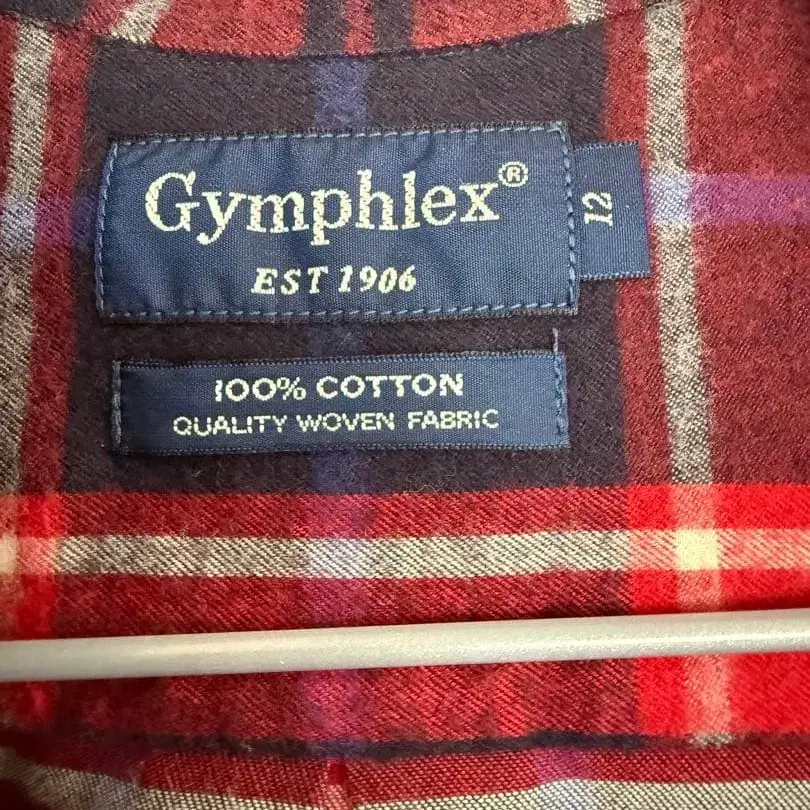 Gymphlex®
12
EST 1906
100% COTTON
QUALITY WOVEN FABRIC